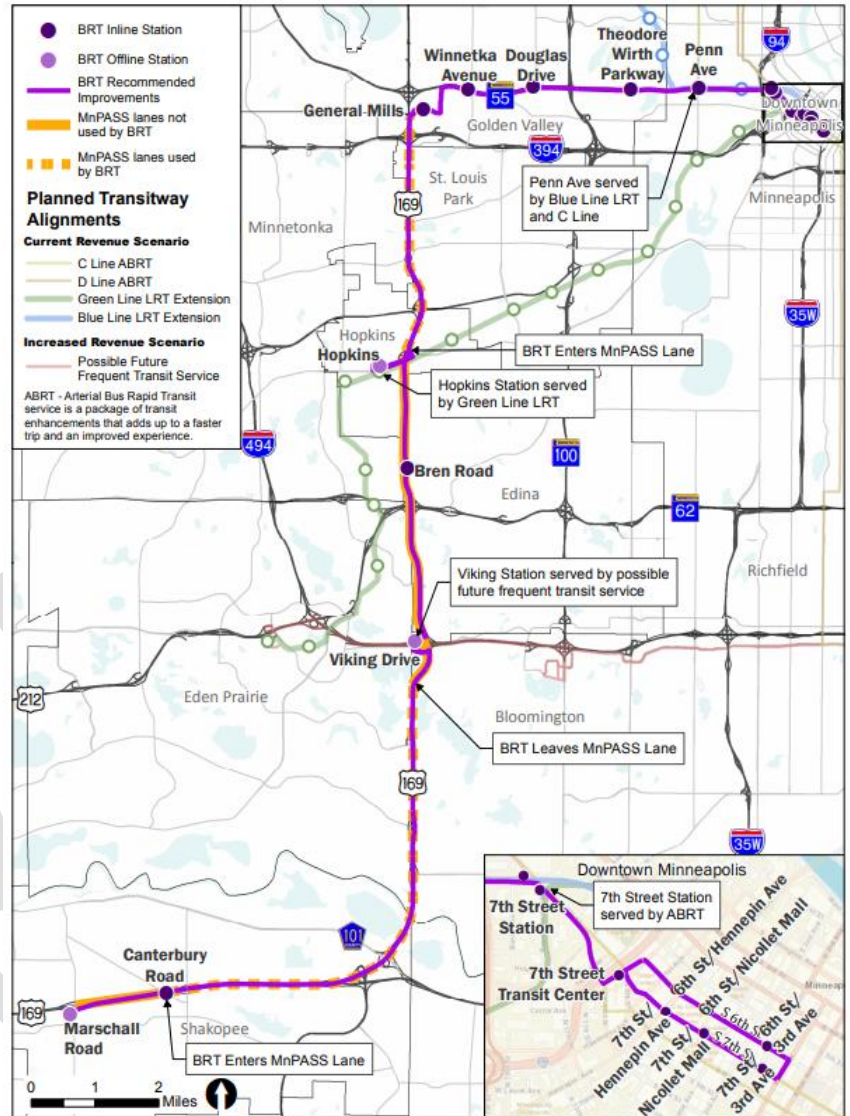 BRT Inline Station
BRT Offline Station
BRT Recommended
Improvements
MnPASS lanes not
used by BRT
MnPASS lanes used
by BRT
Planned Transitway
Alignments
Current Revenue Scenario
C Line ABRT
D Line ABRT
Green Line LRT Extension
Blue Line LRT Extension
Increased Revenue Scenario
Possible Future
Frequent Transit Service
ABRT - Arterial Bus Rapid Transit
service is a package of transit
enhancements that adds up to a faster
trip and an improved experience.
Winnetka
Avenue
Douglas
Drive
Theodore
Wirth
Parkway
Penn
Ave
94
General Mills
55
Golden Valley
394
Downtown
Minneapolis
St. Louis
Park
Penn Ave served
by Blue Line LRT
and C Line
Minneapolis
169
Minnetonka
35W
Hopkins
Hopkins
BRT Enters MnPASS Lane
Hopkins Station served
by Green Line LRT
494
100
Bren Road
Edina
62
Viking Station served by possible
future frequent transit service
Richfield
Viking Drive
212
Eden Prairie
Bloomington
BRT Leaves MnPASS Lane
169
35W
101
Canterbury
Road
169
Marschall
Road
Shakopee
BRT Enters MnPASS Lane
0 1 2
Miles
Downtown Minneapolis
7th Street
Station
7th Street Station
served by ABRT
7th Street
Transit Center
6th St/Hennepin Ave
6th St/Nicollet Mall
S 6th St
6th St/
3rd Ave
7th St/
Hennepin Ave
7th St/
Nicollet Mall
S 7th St
7th St/
3rd Ave